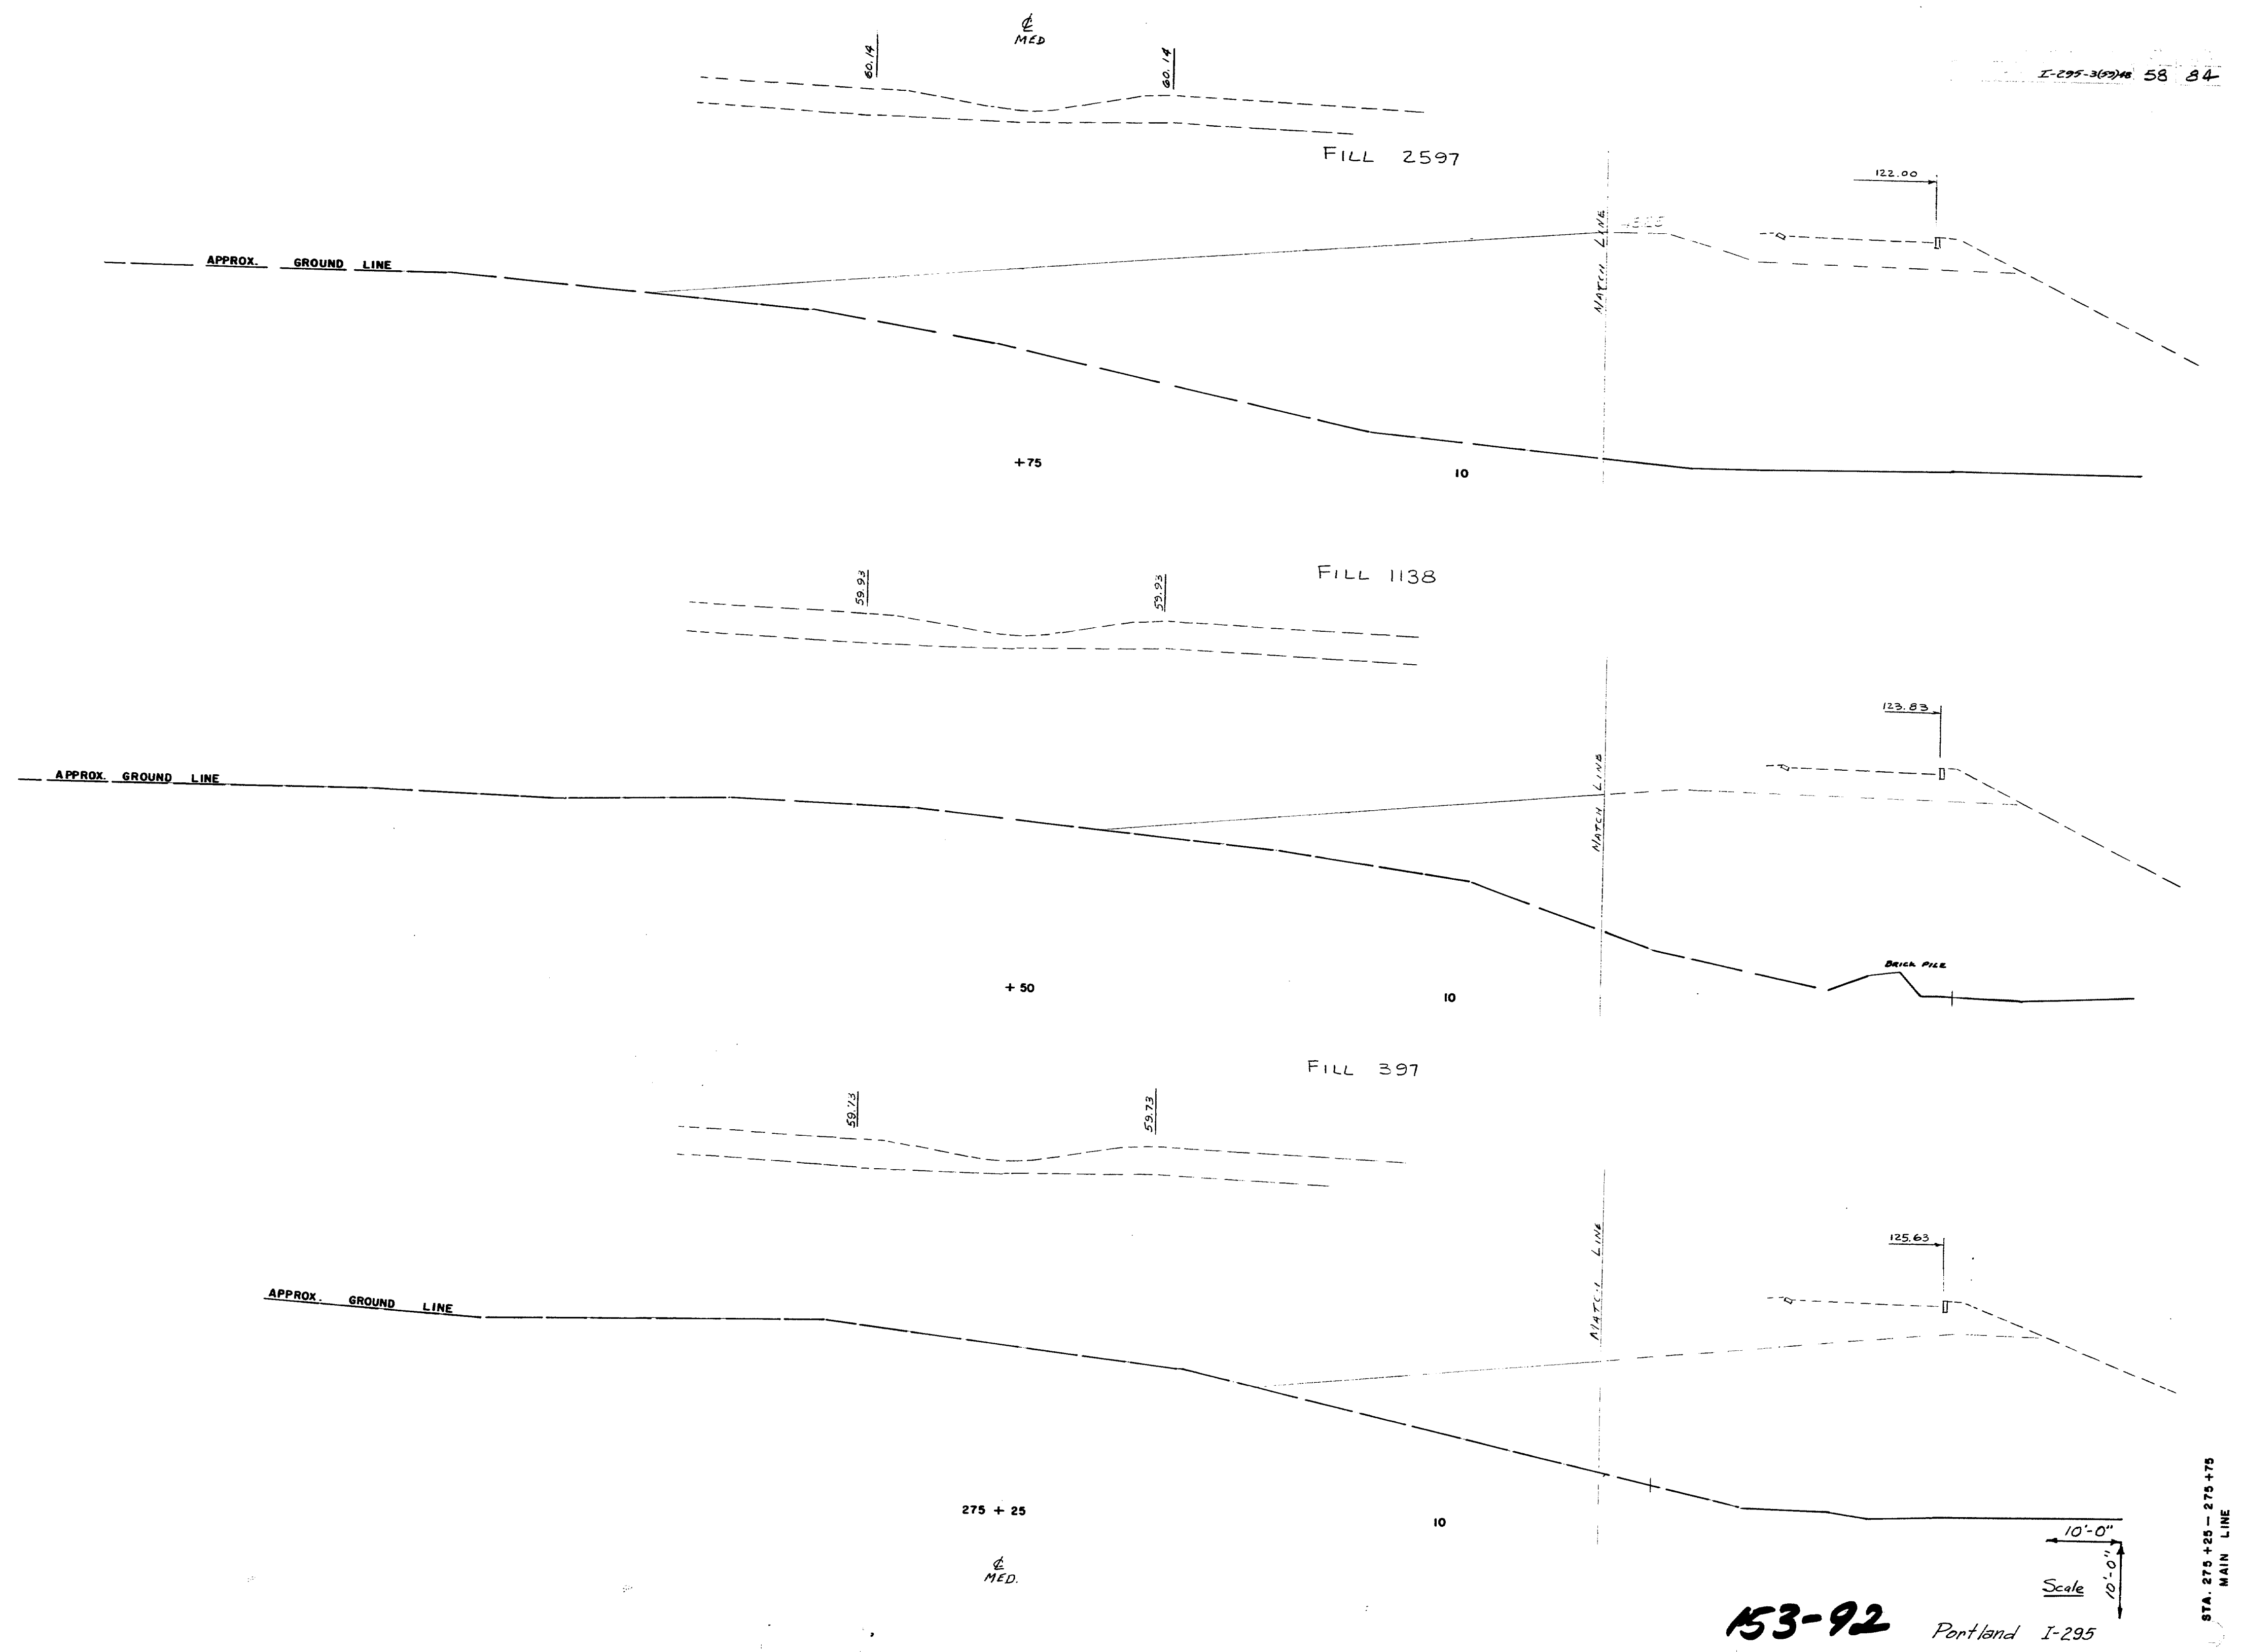 ℄
MED
60.14
60.14
I-295-3(59)48 58 84
FILL 2597
122.00
MATCH LINE
APPROX. GROUND LINE
+75
10
FILL 1138
59.93
59.93
123.83
MATCH LINE
APPROX. GROUND LINE
BRICK PILE
+50
10
FILL 397
59.73
59.73
125.63
MATCH LINE
APPROX. GROUND LINE
275 + 25
10
℄
MED.
10'-0"
10'-0"
Scale
STA. 275+25 – 275+75
MAIN LINE
153-92
Portland I-295